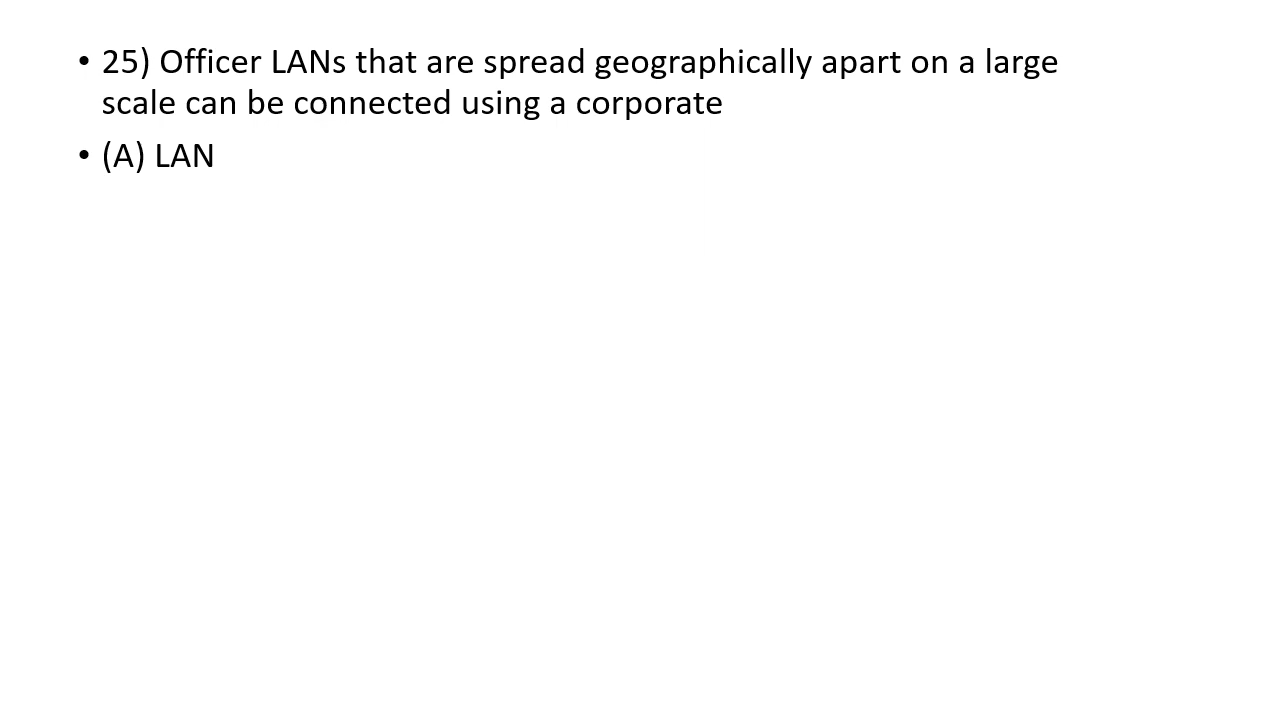 • 25) Officer LANs that are spread geographically apart on a large
scale can be connected using a corporate
• (A) LAN